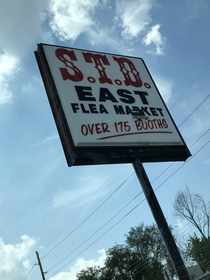 S.T.D.
EAST
FLEA MARKET
OVER 175 BOOTHS